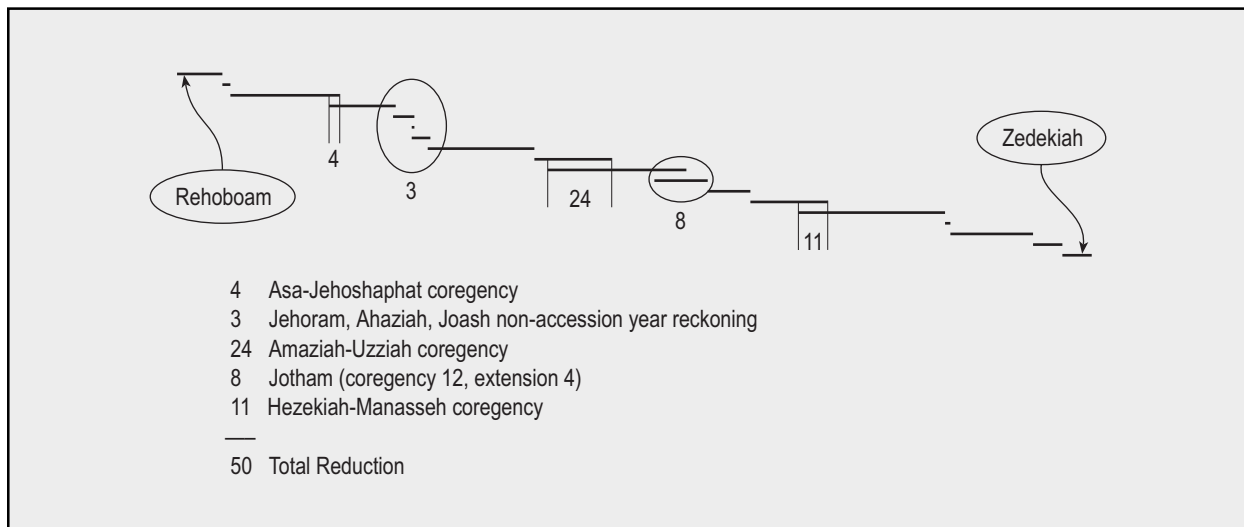 Zedekiah
4
3
Rehoboam
24
8
11
4 Asa-Jehoshaphat coregency
3 Jehoram, Ahaziah, Joash non-accession year reckoning
24 Amaziah-Uzziah coregency
8 Jotham (coregency 12, extension 4)
11 Hezekiah-Manasseh coregency
50 Total Reduction